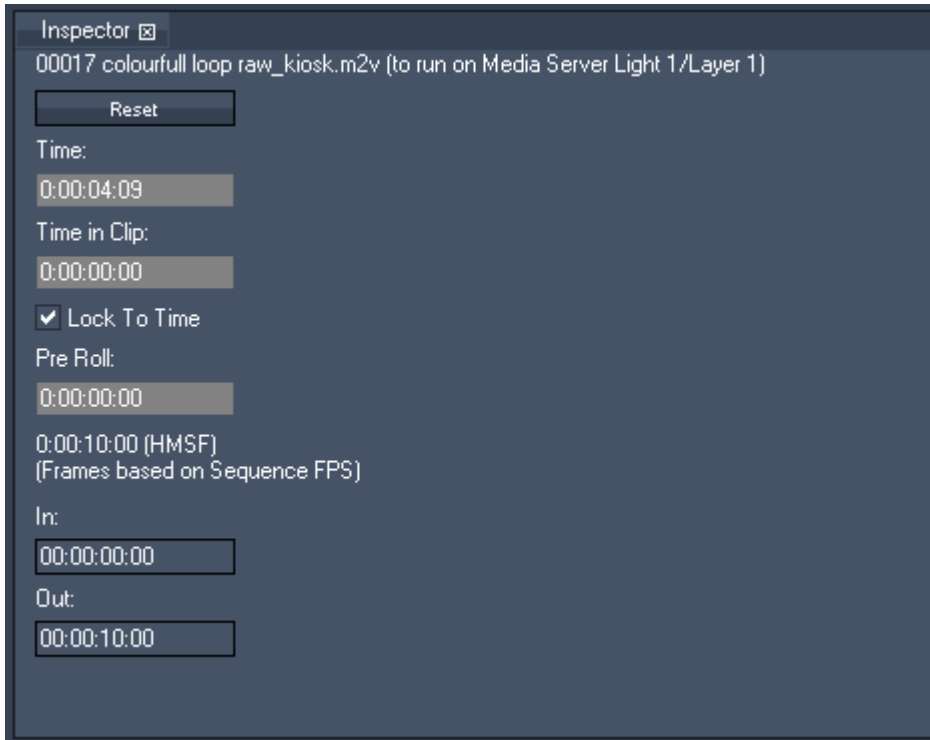 Inspector
00017 colourfull loop raw_kiosk.m2v (to run on Media Server Light 1/Layer 1)
Reset
Time:
0:00:04:09
Time in Clip:
0:00:00:00
Lock To Time
Pre Roll:
0:00:00:00
0:00:10:00 (HMSF)
(Frames based on Sequence FPS)
In:
00:00:00:00
Out:
00:00:10:00